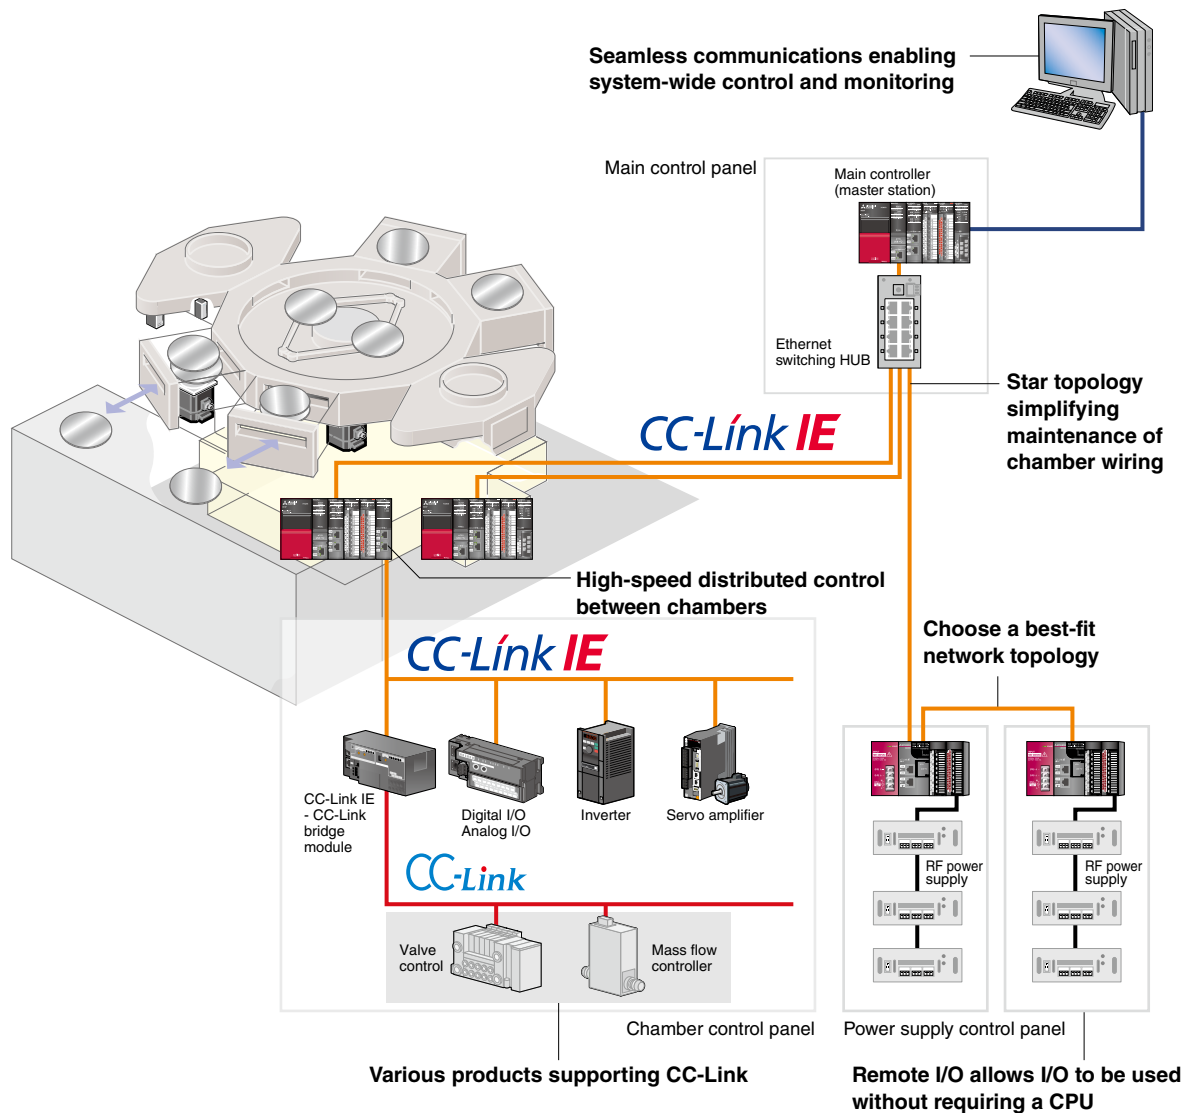 Seamless communications enabling
system-wide control and monitoring
Main control panel
Main controller
(master station)
Ethernet
switching HUB
Star topology
simplifying
maintenance of
chamber wiring
CC-Link IE
High-speed distributed control
between chambers
Choose a best-fit
network topology
CC-Link IE
CC-Link IE
- CC-Link
bridge
module
Digital I/O
Analog I/O
Inverter
Servo amplifier
CC-Link
Valve
control
Mass flow
controller
RF power
supply
RF power
supply
Chamber control panel
Power supply control panel
Various products supporting CC-Link
Remote I/O allows I/O to be used
without requiring a CPU